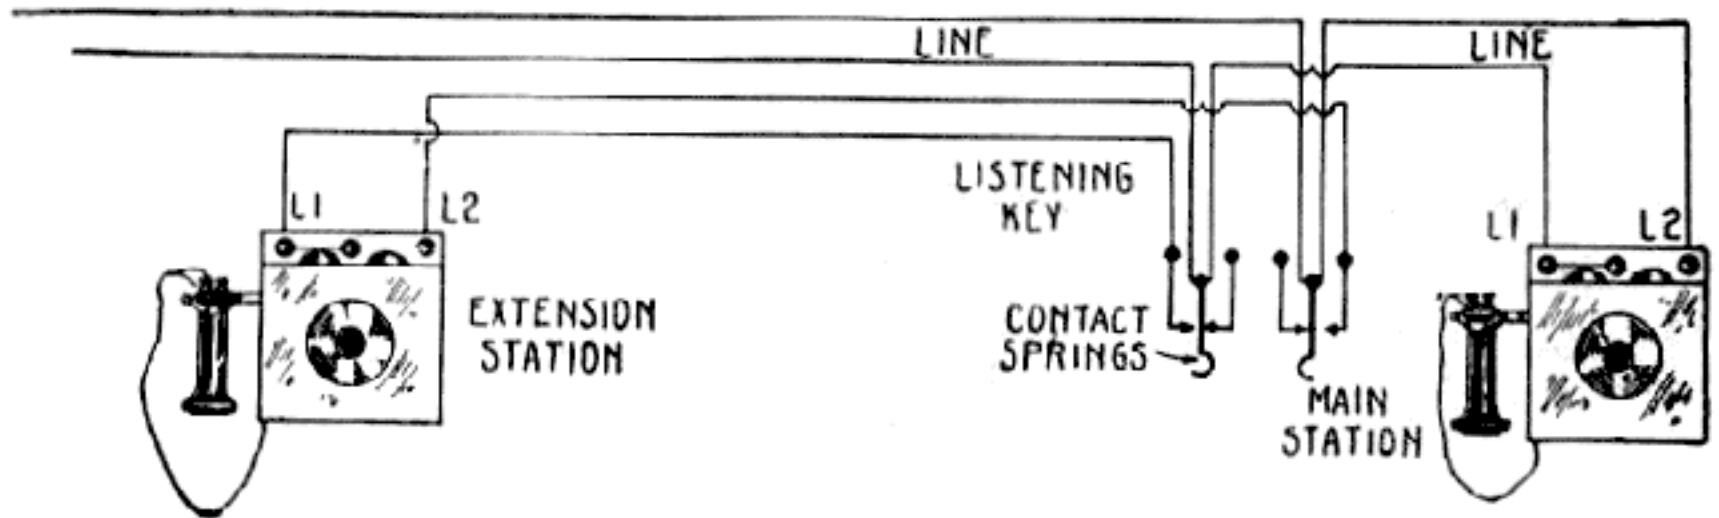 LINE
LINE
LISTENING
KEY
L1
L2
L1
L2
EXTENSION
STATION
CONTACT
SPRINGS
MAIN
STATION